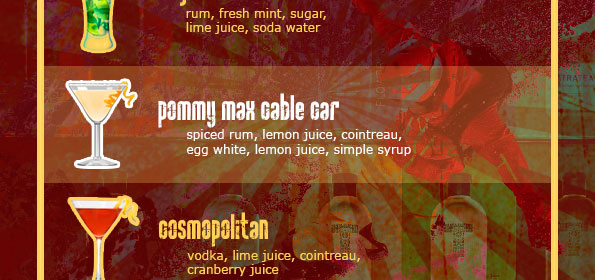 rum, fresh mint, sugar,
lime juice, soda water
pommy max cable car
spiced rum, lemon juice, cointreau,
egg white, lemon juice, simple syrup
cosmopolitan
vodka, lime juice, cointreau,
cranberry juice